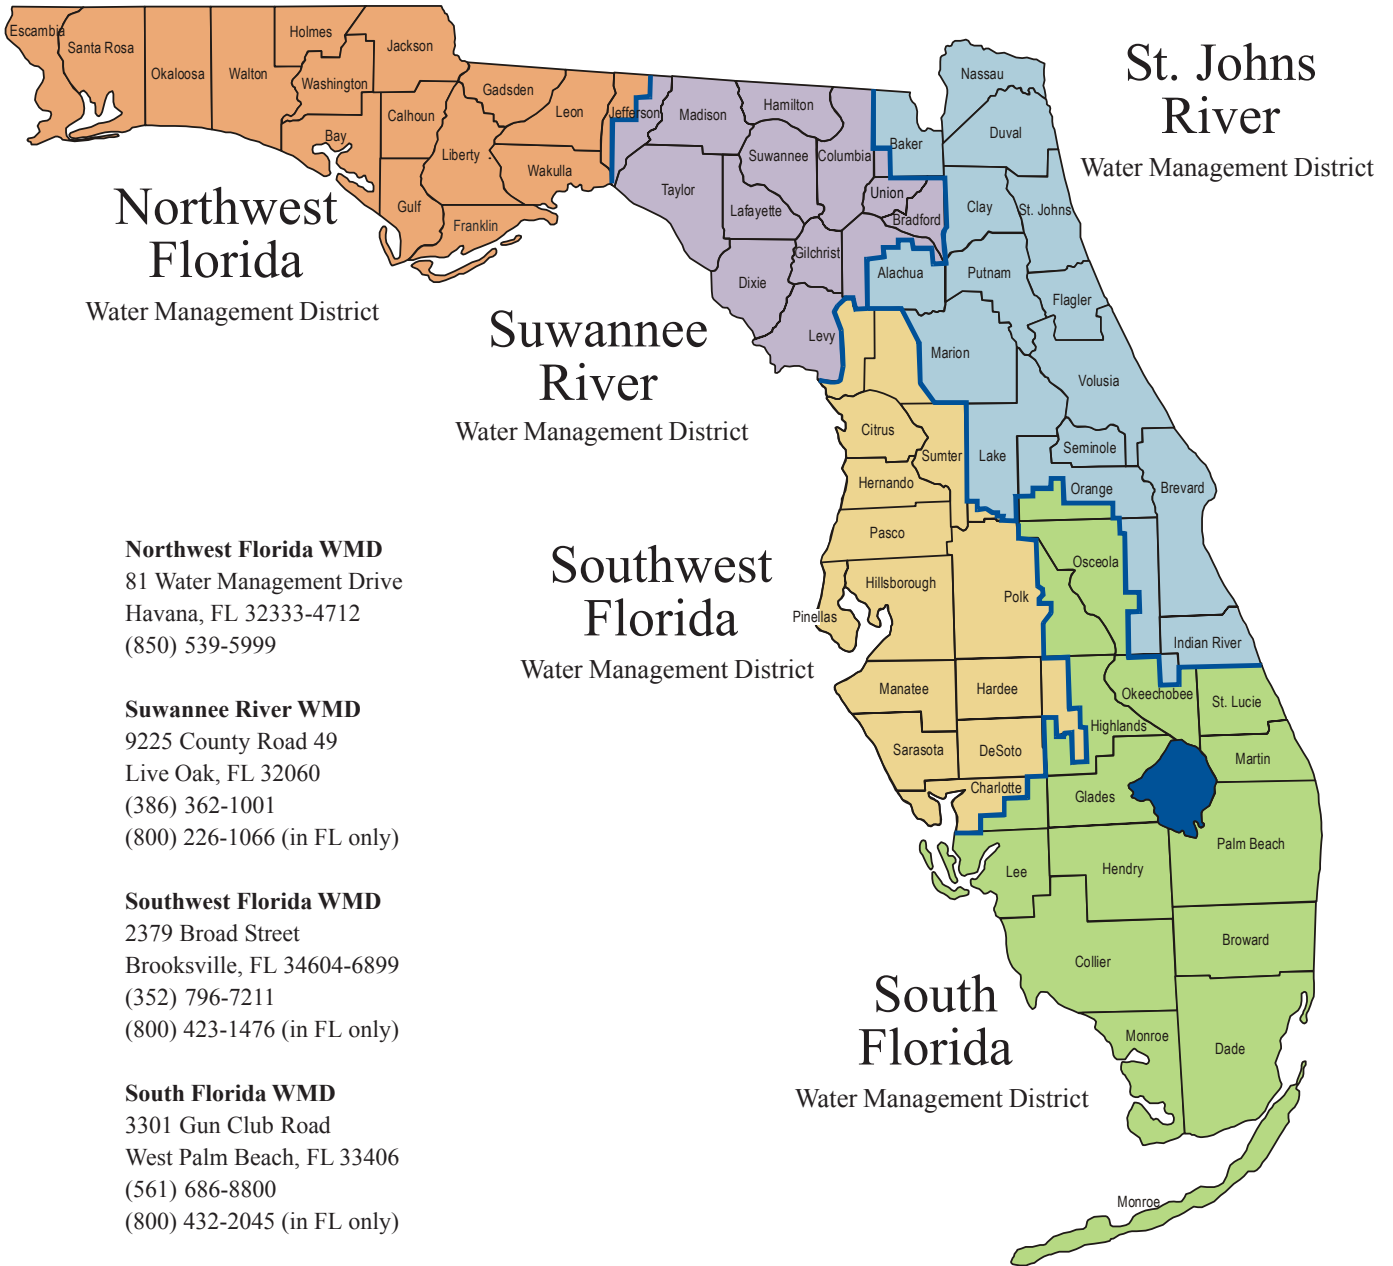 Escambia
Santa Rosa
Okaloosa
Walton
Holmes
Washington
Jackson
Bay
Calhoun
Gulf
Liberty
Gadsden
Leon
Wakulla
Franklin
Jefferson
Northwest
Florida
Water Management District
Madison
Hamilton
Taylor
Lafayette
Suwannee
Columbia
Dixie
Gilchrist
Union
Bradford
Levy
Suwannee
River
Water Management District
Nassau
Duval
Baker
Clay
St. Johns
Alachua
Putnam
Flagler
Marion
Volusia
Lake
Seminole
Orange
Brevard
Indian River
St. Johns
River
Water Management District
Citrus
Sumter
Hernando
Pasco
Hillsborough
Pinellas
Polk
Manatee
Hardee
Sarasota
DeSoto
Charlotte
Southwest
Florida
Water Management District
Osceola
Okeechobee
St. Lucie
Highlands
Martin
Glades
Palm Beach
Lee
Hendry
Broward
Collier
Monroe
Dade
Monroe
South
Florida
Water Management District
Northwest Florida WMD
81 Water Management Drive
Havana, FL 32333-4712
(850) 539-5999
Suwannee River WMD
9225 County Road 49
Live Oak, FL 32060
(386) 362-1001
(800) 226-1066 (in FL only)
Southwest Florida WMD
2379 Broad Street
Brooksville, FL 34604-6899
(352) 796-7211
(800) 423-1476 (in FL only)
South Florida WMD
3301 Gun Club Road
West Palm Beach, FL 33406
(561) 686-8800
(800) 432-2045 (in FL only)